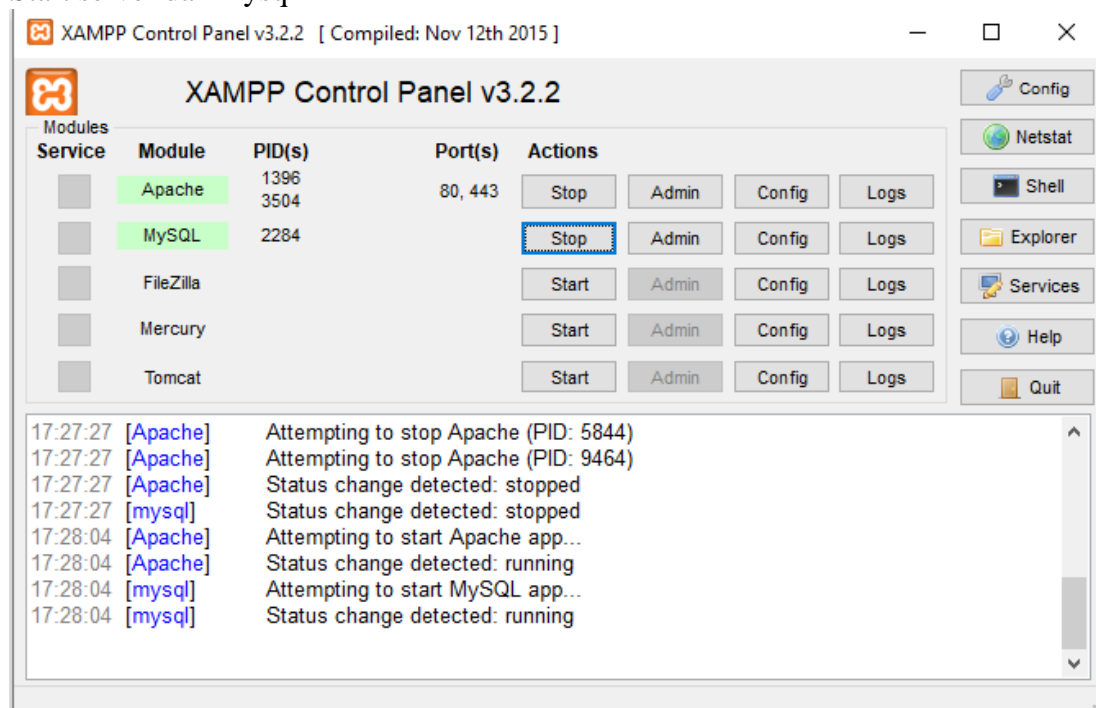 XAMPP Control Panel v3.2.2 [ Compiled: Nov 12th 2015 ]
XAMPP Control Panel v3.2.2
Config
Modules
Service Module PID(s) Port(s) Actions
Netstat
Apache 1396 3504 80, 443 Stop Admin Config Logs
Shell
MySQL 2284 Stop Admin Config Logs
Explorer
FileZilla Start Admin Config Logs
Services
Mercury Start Admin Config Logs
Help
Tomcat Start Admin Config Logs
Quit
17:27:27 [Apache] Attempting to stop Apache (PID: 5844)
17:27:27 [Apache] Attempting to stop Apache (PID: 9464)
17:27:27 [Apache] Status change detected: stopped
17:27:27 [mysql] Status change detected: stopped
17:28:04 [Apache] Attempting to start Apache app...
17:28:04 [Apache] Status change detected: running
17:28:04 [mysql] Attempting to start MySQL app...
17:28:04 [mysql] Status change detected: running